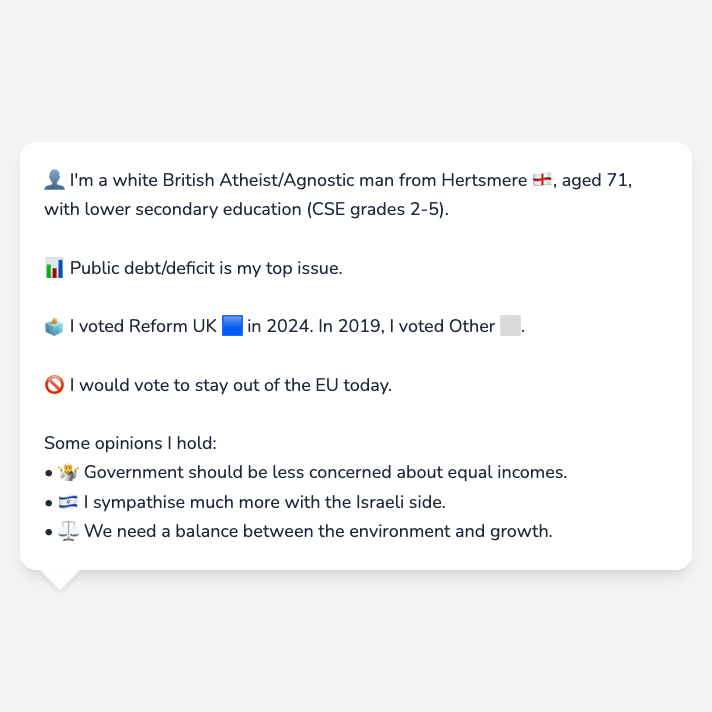 👤 I'm a white British Atheist/Agnostic man from Hertsmere 🏴󠁧󠁢󠁥󠁮󠁧󠁿, aged 71,
with lower secondary education (CSE grades 2-5).
📊 Public debt/deficit is my top issue.
🗳️ I voted Reform UK 🟦 in 2024. In 2019, I voted Other ⬜.
🚫 I would vote to stay out of the EU today.
Some opinions I hold:
• 🤷 Government should be less concerned about equal incomes.
• 🇮🇱 I sympathise much more with the Israeli side.
• ⚖️ We need a balance between the environment and growth.